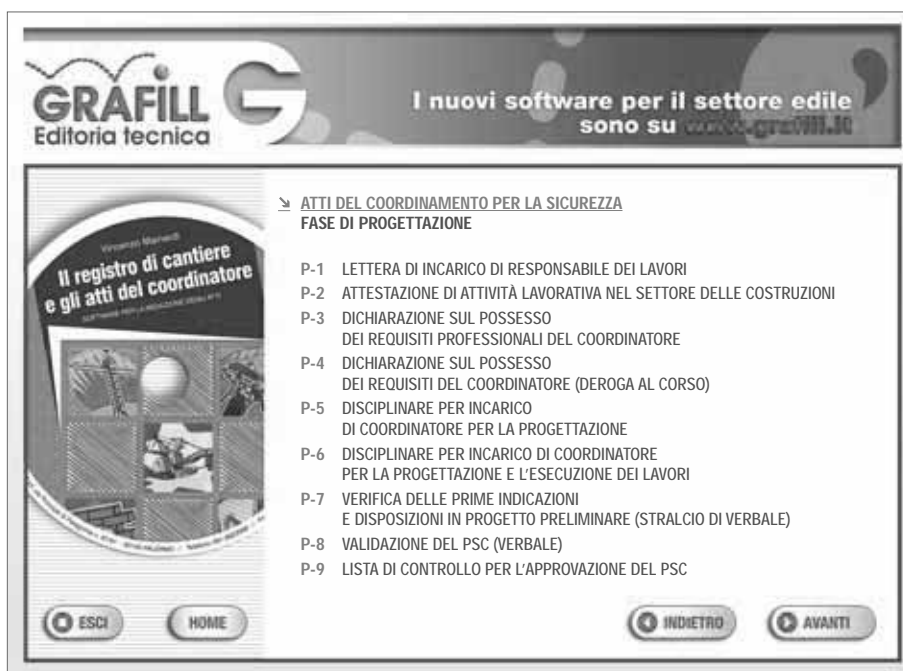 GRAFILL
Editoria tecnica
G
I nuovi software per il settore edile
sono su www.grafill.it
ATTI DEL COORDINAMENTO PER LA SICUREZZA
FASE DI PROGETTAZIONE
Il registro di cantiere
e gli atti del coordinatore
P-1 LETTERA DI INCARICO DI RESPONSABILE DEI LAVORI
P-2 ATTESTAZIONE DI ATTIVITÀ LAVORATIVA NEL SETTORE DELLE COSTRUZIONI
P-3 DICHIARAZIONE SUL POSSESSO
DEI REQUISITI PROFESSIONALI DEL COORDINATORE
P-4 DICHIARAZIONE SUL POSSESSO
DEI REQUISITI DEL COORDINATORE (DEROGA AL CORSO)
P-5 DISCIPLINARE PER INCARICO
DI COORDINATORE PER LA PROGETTAZIONE
P-6 DISCIPLINARE PER INCARICO DI COORDINATORE
PER LA PROGETTAZIONE E L'ESECUZIONE DEI LAVORI
P-7 VERIFICA DELLE PRIME INDICAZIONI
E DISPOSIZIONI IN PROGETTO PRELIMINARE (STRALCIO DI VERBALE)
P-8 VALIDAZIONE DEL PSC (VERBALE)
P-9 LISTA DI CONTROLLO PER L'APPROVAZIONE DEL PSC
ESCI HOME INDIETRO AVANTI